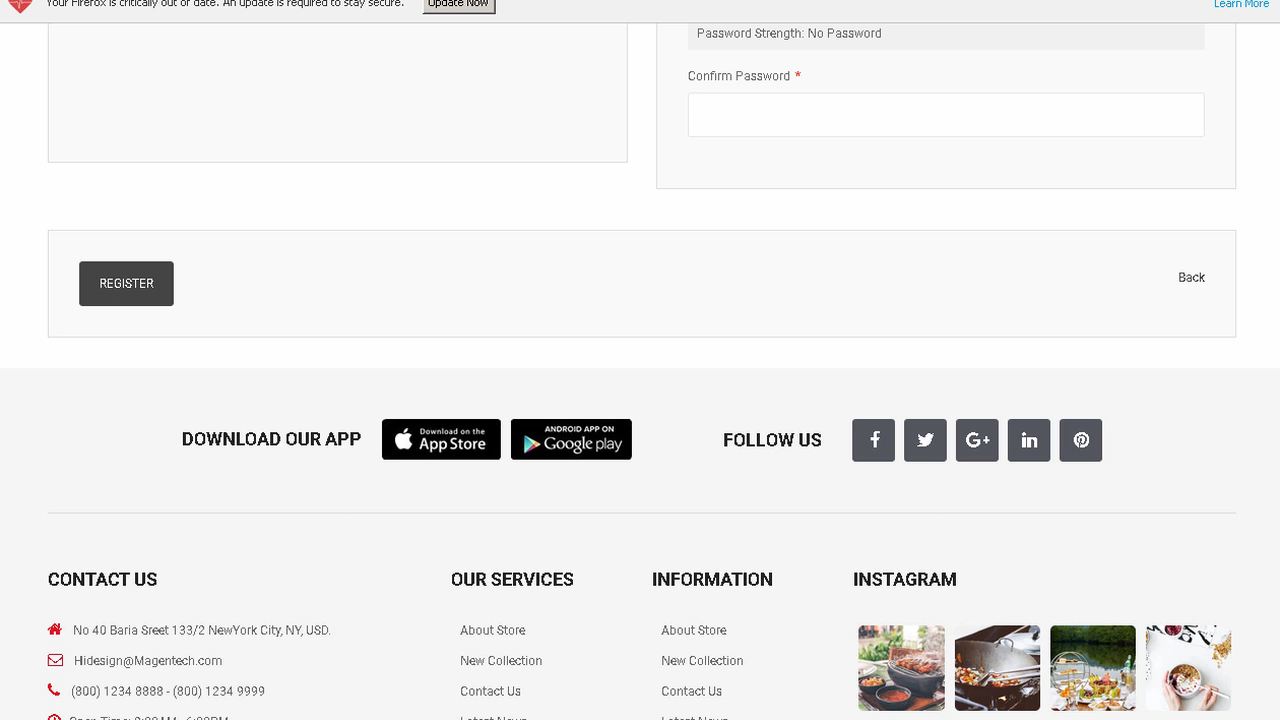 Your Firefox is critically out of date. An update is required to stay secure.
Update Now
Learn More
Password Strength: No Password
Confirm Password *
REGISTER
Back
DOWNLOAD OUR APP
Download on the
App Store
ANDROID APP ON
Google play
FOLLOW US
CONTACT US
OUR SERVICES
INFORMATION
INSTAGRAM
No 40 Baria Sreet 133/2 NewYork City, NY, USD.
About Store
About Store
Hidesign@Magentech.com
New Collection
New Collection
(800) 1234 8888 - (800) 1234 9999
Contact Us
Contact Us
Latest News
Latest News